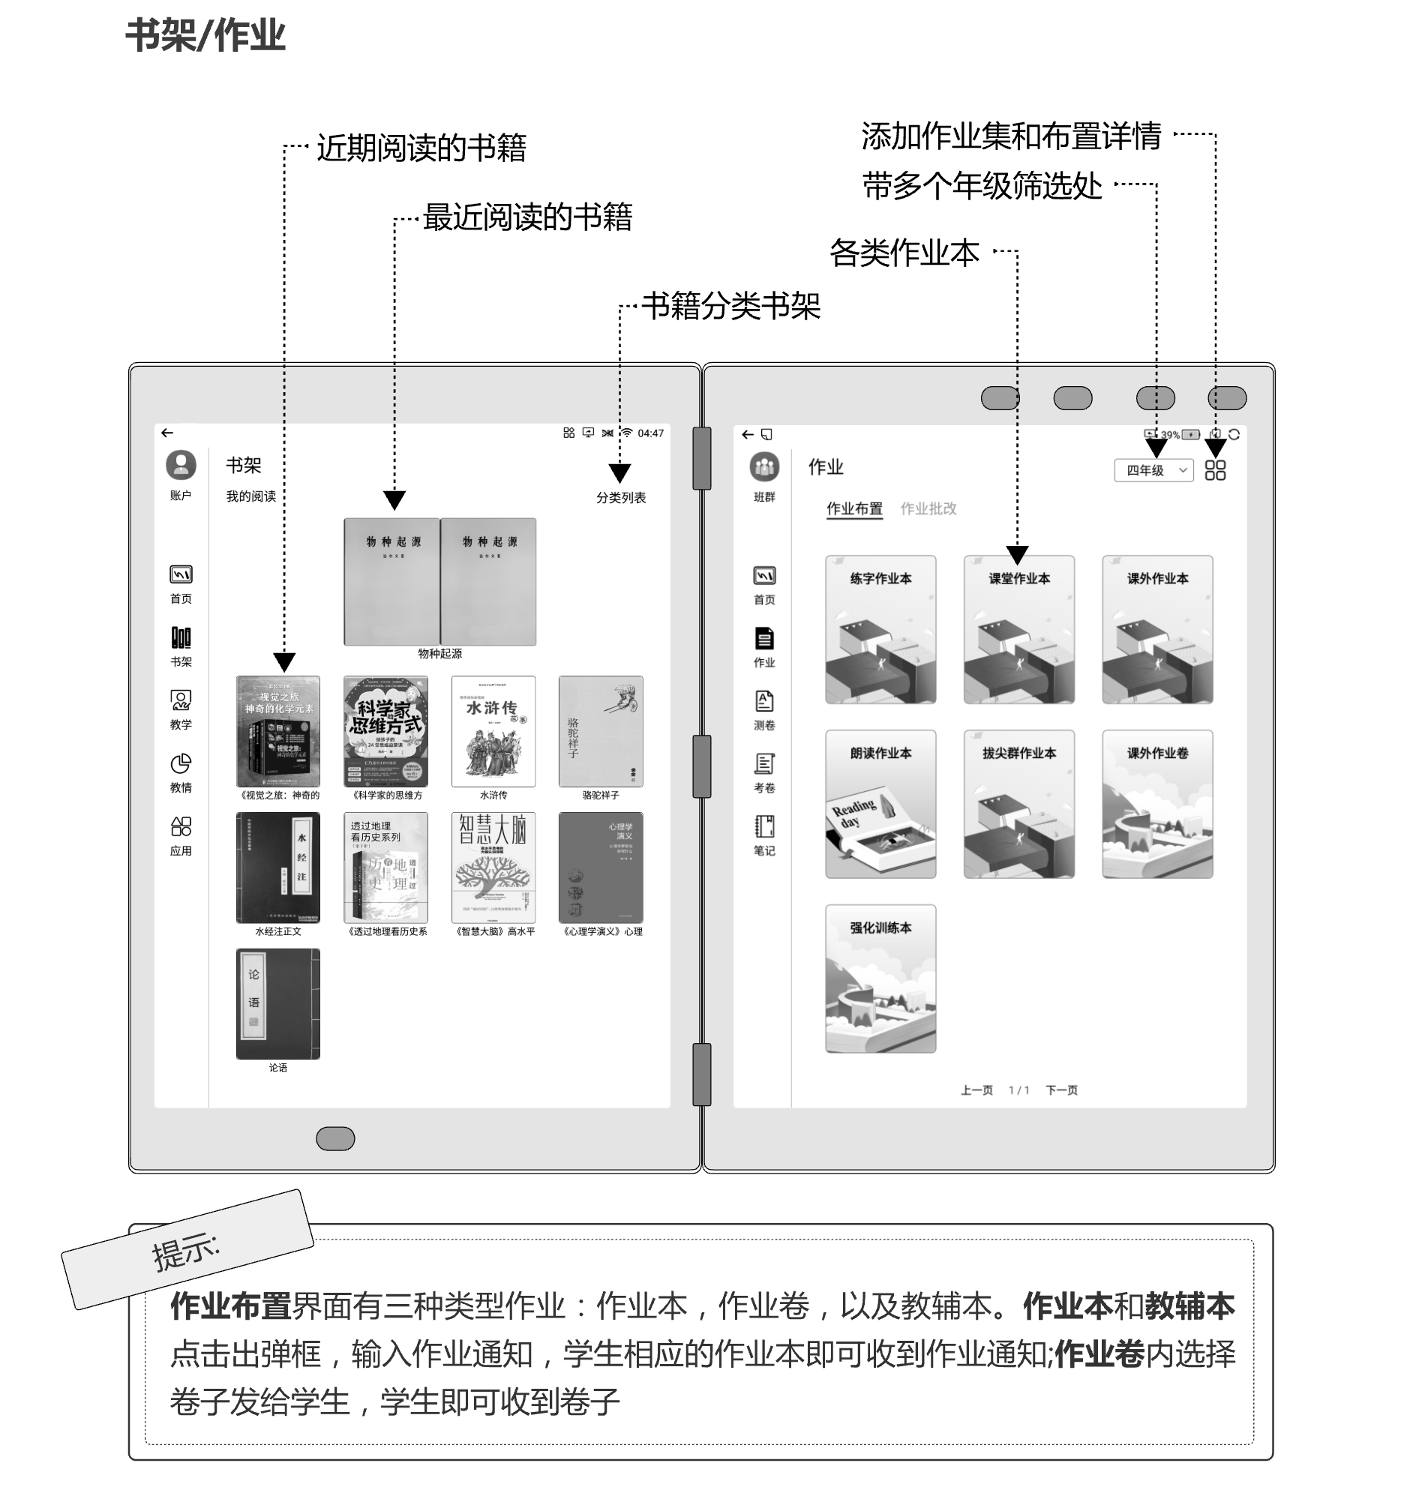 书架/作业
近期阅读的书籍
最近阅读的书籍
书籍分类书架
添加作业集和布置详情
带多个年级筛选处
各类作业本
04:47
账户
书架
我的阅读
分类列表
物种起源
物种起源
物种起源
首页
书架
教学
教情
应用
视觉之旅
神奇的化学元素
《视觉之旅：神奇的
科学家
思维方式
《科学家的思维方
水浒传
水浒传
骆驼祥子
骆驼祥子
水经注
水经注正文
透过地理
看历史系列
《透过地理看历史系
智慧大脑
《智慧大脑》高水平
心理学
演义
《心理学演义》心理
论语
论语
39%
班群
作业
四年级
作业布置 作业批改
首页
作业
测卷
考卷
笔记
练字作业本
课堂作业本
课外作业本
朗读作业本
Reading
day
拔尖群作业本
课外作业卷
强化训练本
上一页 1/1 下一页
提示:
作业布置界面有三种类型作业：作业本，作业卷，以及教辅本。作业本和教辅本
点击出弹框，输入作业通知，学生相应的作业本即可收到作业通知;作业卷内选择
卷子发给学生，学生即可收到卷子